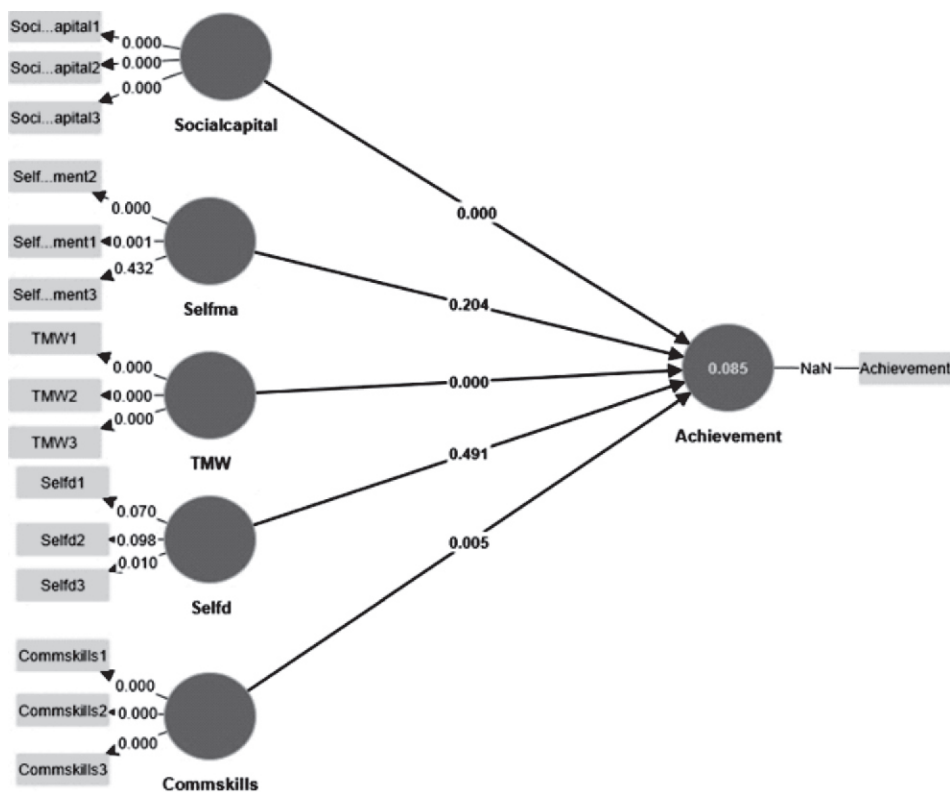 Soci...apital1
0.000
Soci...apital2
0.000
0.000
Soci...apital3
Socialcapital
Self...ment2
0.000
Self...ment1
0.001
0.432
Self...ment3
Selfma
TMW1
0.000
TMW2
0.000
0.000
TMW3
TMW
Selfd1
0.070
Selfd2
0.098
0.010
Selfd3
Selfd
Commskills1
0.000
Commskills2
0.000
0.000
Commskills3
Commskills
0.000
0.204
0.000
0.491
0.005
0.085
Achievement
NaN
Achievement